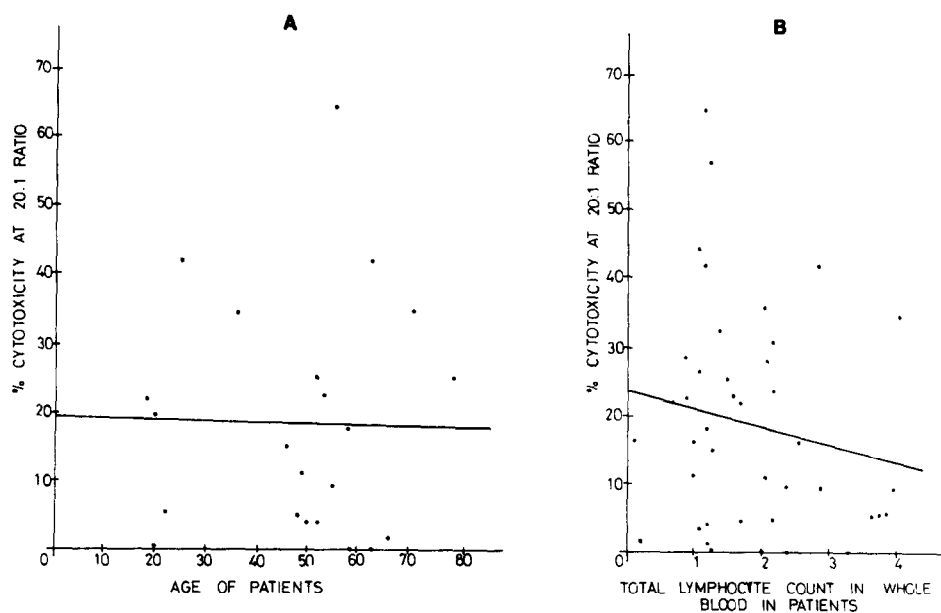 A
% CYTOTOXICITY AT 20:1 RATIO
70
60
50
40
30
20
10
0
0 10 20 30 40 50 60 70 80
AGE OF PATIENTS
B
% CYTOTOXICITY AT 20:1 RATIO
70
60
50
40
30
20
10
0
0 1 2 3 4
TOTAL LYMPHOCYTE COUNT IN WHOLE
BLOOD IN PATIENTS